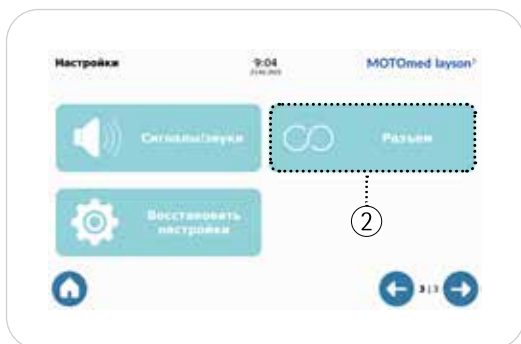 Настройки
9:04
MOTOmed layson
Сигналы/звуки
Разъем
Восстановить
настройки
2
3 | 3